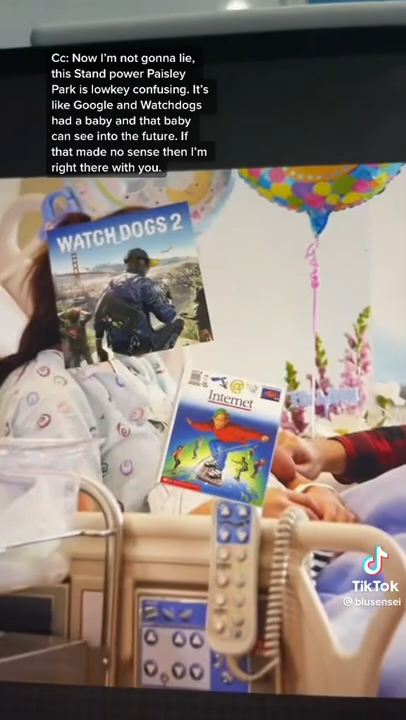 Cc: Now I'm not gonna lie,
this Stand power Paisley
Park is lowkey confusing. It's
like Google and Watchdogs
had a baby and that baby
can see into the future. If
that made no sense then I'm
right there with you.
WATCH DOGS 2
Internet
TikTok
@blusensei